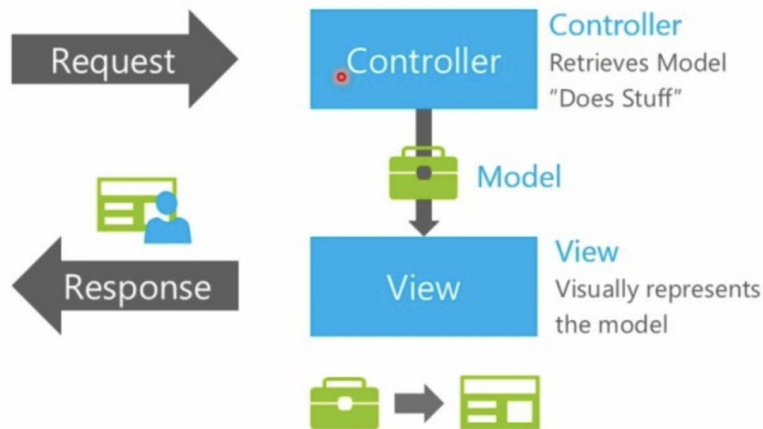 Request
Controller
Controller
Retrieves Model
"Does Stuff"
Model
Response
View
View
Visually represents
the model